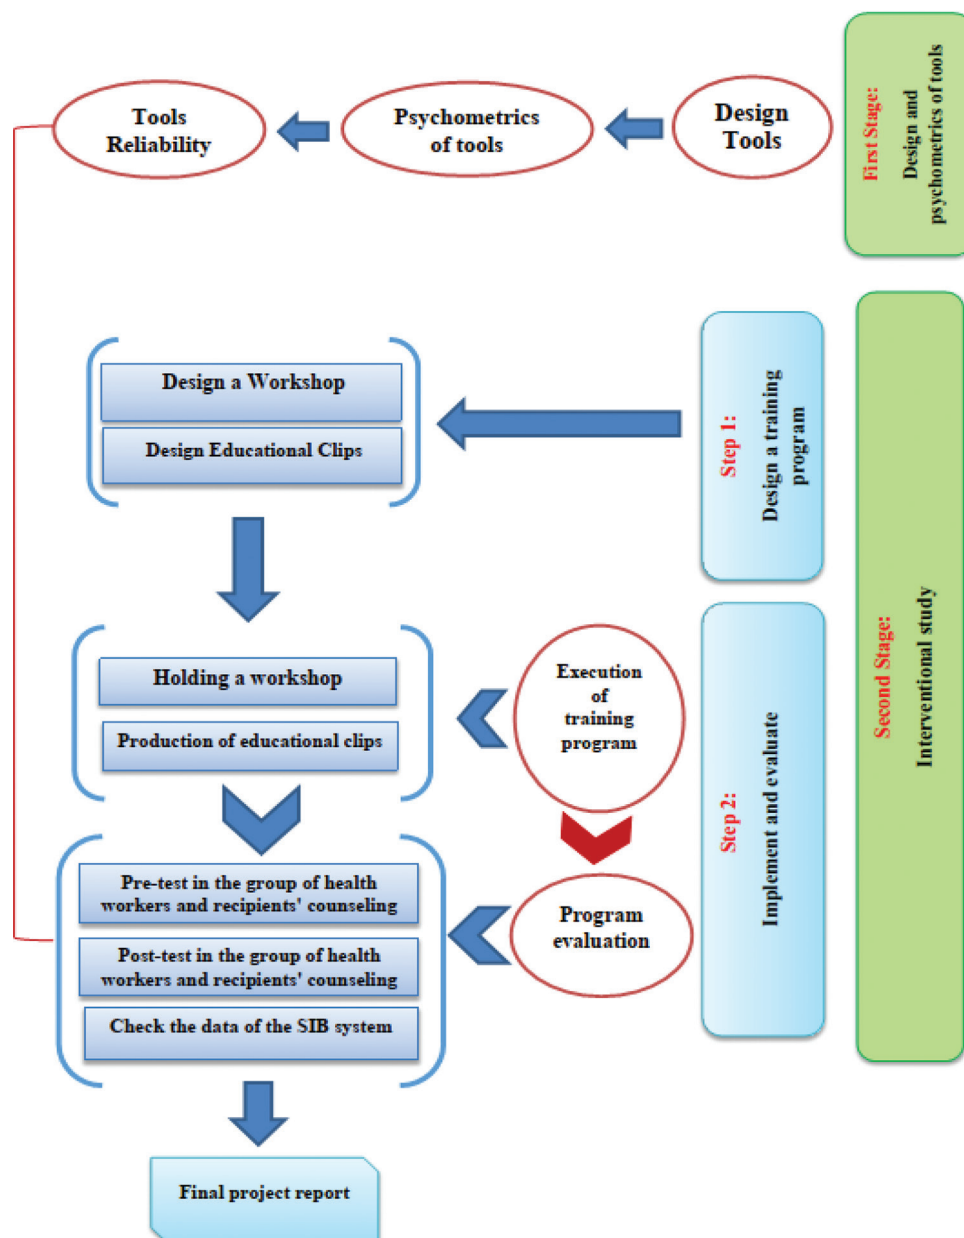 Tools
Reliability
Psychometrics
of tools
Design
Tools
First Stage:
Design and
psychometrics of tools
Design a Workshop
Design Educational Clips
Step 1:
Design a training
program
Holding a workshop
Production of educational clips
Execution
of
training
program
Second Stage:
Interventional study
Step 2:
Implement and evaluate
Pre-test in the group of health
workers and recipients' counseling
Post-test in the group of health
workers and recipients' counseling
Check the data of the SIB system
Program
evaluation
Final project report